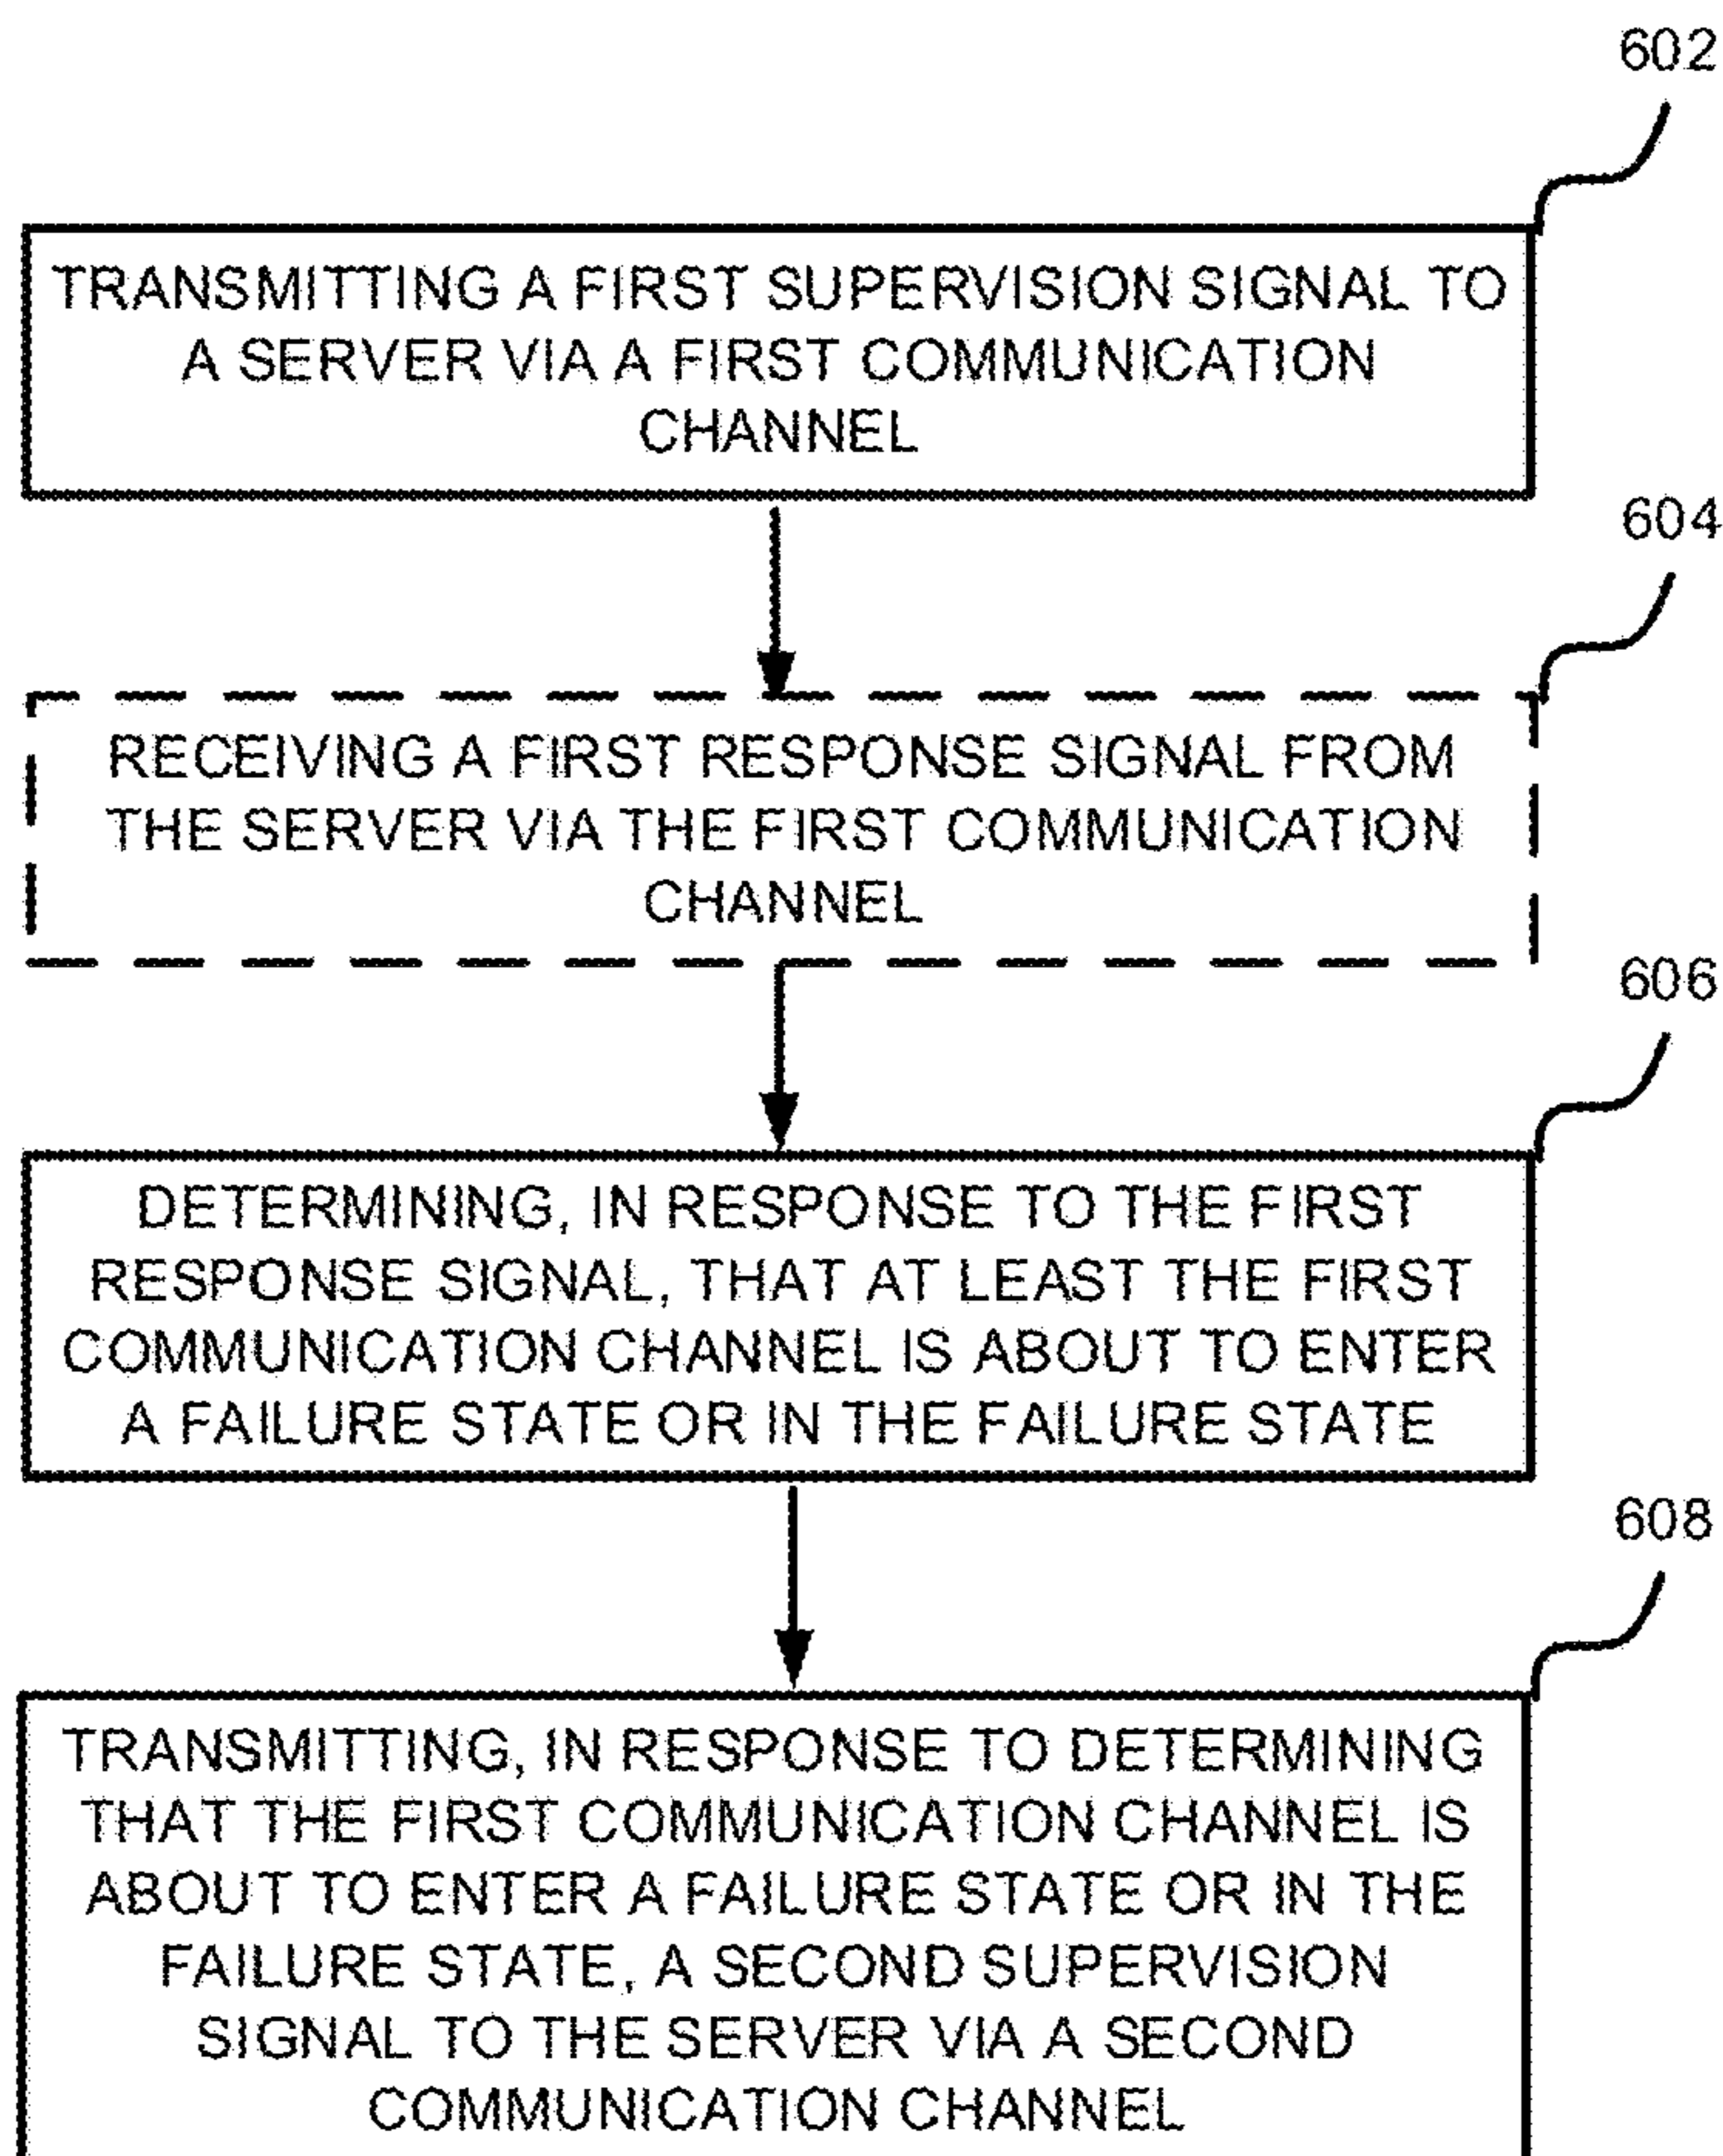 602
TRANSMITTING A FIRST SUPERVISION SIGNAL TO
A SERVER VIA A FIRST COMMUNICATION
CHANNEL
604
RECEIVING A FIRST RESPONSE SIGNAL FROM
THE SERVER VIA THE FIRST COMMUNICATION
CHANNEL
606
DETERMINING, IN RESPONSE TO THE FIRST
RESPONSE SIGNAL, THAT AT LEAST THE FIRST
COMMUNICATION CHANNEL IS ABOUT TO ENTER
A FAILURE STATE OR IN THE FAILURE STATE
608
TRANSMITTING, IN RESPONSE TO DETERMINING
THAT THE FIRST COMMUNICATION CHANNEL IS
ABOUT TO ENTER A FAILURE STATE OR IN THE
FAILURE STATE, A SECOND SUPERVISION
SIGNAL TO THE SERVER VIA A SECOND
COMMUNICATION CHANNEL